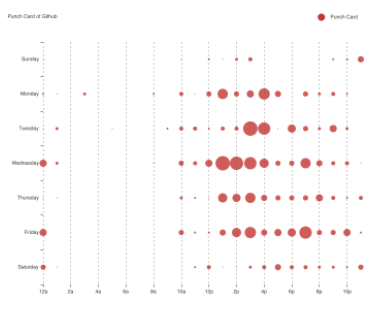 Punch Card of Github
Punch Card
Sunday
Monday
Tuesday
Wednesday
Thursday
Friday
Saturday
12a 2a 4a 6a 8a 10a 12p 2p 4p 6p 8p 10p